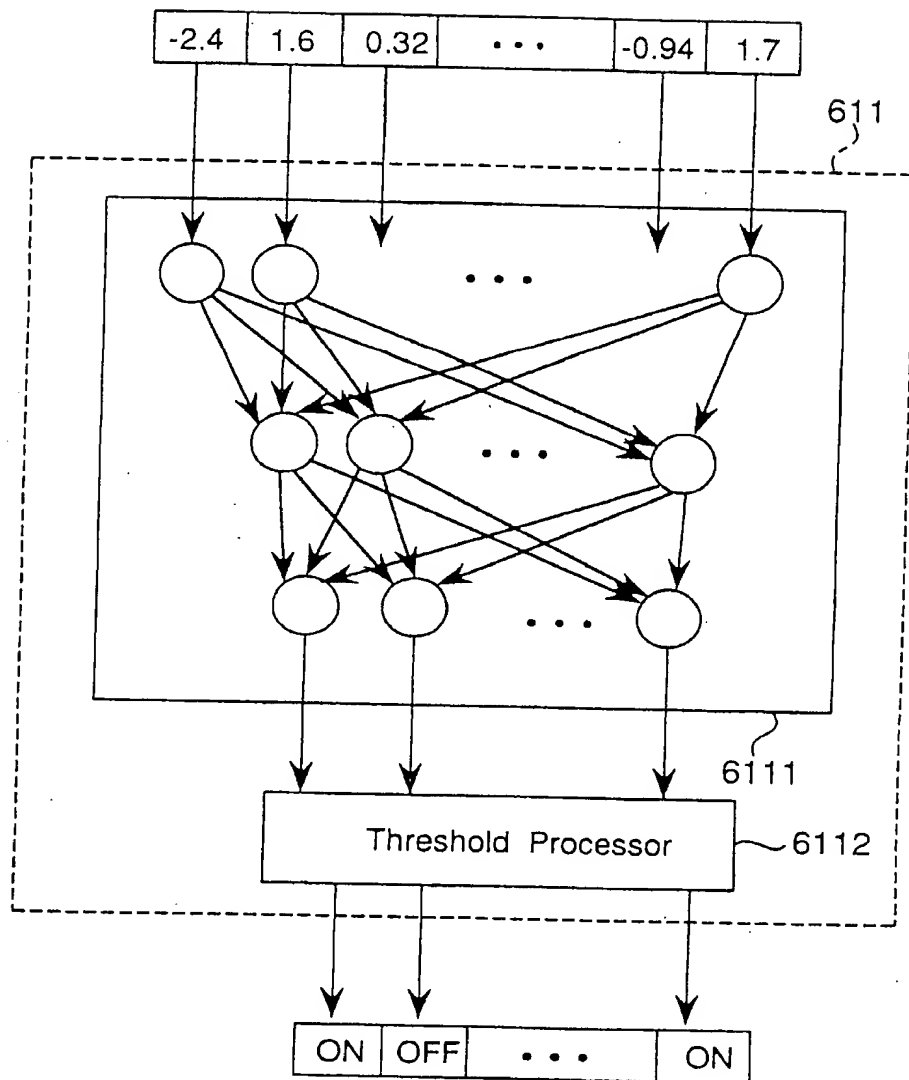 -2.4 1.6 0.32 • • • -0.94 1.7
611
• • •
• • •
• • •
6111
Threshold Processor 6112
ON OFF • • • ON